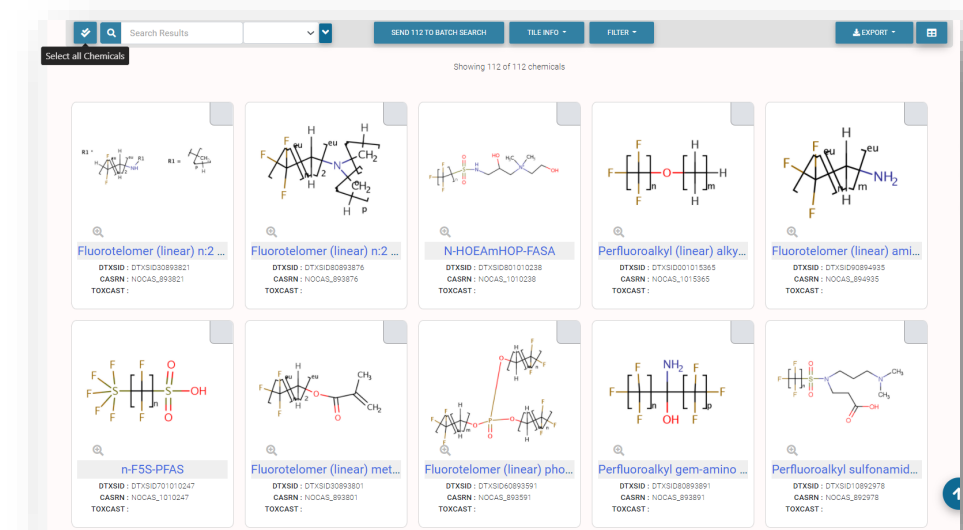 Search Results
SEND 112 TO BATCH SEARCH
TILE INFO
FILTER
EXPORT
Select all Chemicals
Showing 112 of 112 chemicals
Fluorotelomer (linear) n:2 ...
DTXSID : DTXSID30893821
CASRN : NOCAS_893821
TOXCAST :
Fluorotelomer (linear) n:2 ...
DTXSID : DTXSID80893876
CASRN : NOCAS_893876
TOXCAST :
N-HOEAmHOP-FASA
DTXSID : DTXSID801010238
CASRN : NOCAS_1010238
TOXCAST :
Perfluoroalkyl (linear) alky...
DTXSID : DTXSID001015365
CASRN : NOCAS_1015365
TOXCAST :
Fluorotelomer (linear) ami...
DTXSID : DTXSID90894935
CASRN : NOCAS_894935
TOXCAST :
n-F5S-PFAS
DTXSID : DTXSID701010247
CASRN : NOCAS_1010247
TOXCAST :
Fluorotelomer (linear) met...
DTXSID : DTXSID30893801
CASRN : NOCAS_893801
TOXCAST :
Fluorotelomer (linear) pho...
DTXSID : DTXSID60893591
CASRN : NOCAS_893591
TOXCAST :
Perfluoroalkyl gem-amino ...
DTXSID : DTXSID80893891
CASRN : NOCAS_893891
TOXCAST :
Perfluoroalkyl sulfonamid...
DTXSID : DTXSID10892978
CASRN : NOCAS_892978
TOXCAST :